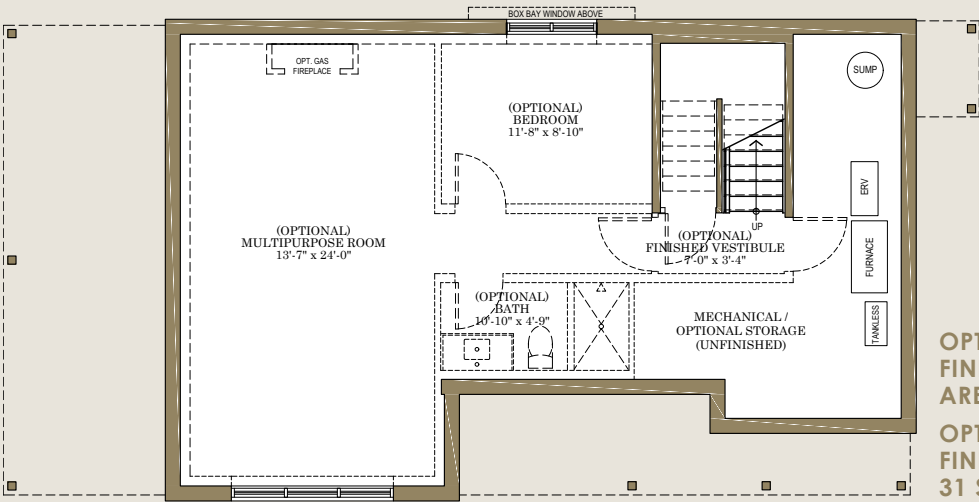 BOX BAY WINDOW ABOVE
OPT. GAS
FIREPLACE
SUMP
(OPTIONAL)
BEDROOM
11'-8" x 8'-10"
ERV
UP
(OPTIONAL)
MULTIPURPOSE ROOM
13'-7" x 24'-0"
(OPTIONAL)
FINISHED VESTIBULE
7'-0" x 3'-4"
FURNACE
(OPTIONAL)
BATH
10'-10" x 4'-9"
MECHANICAL /
OPTIONAL STORAGE
(UNFINISHED)
TANKLESS
OPT
FIN
ARE
OPT
FIN
31